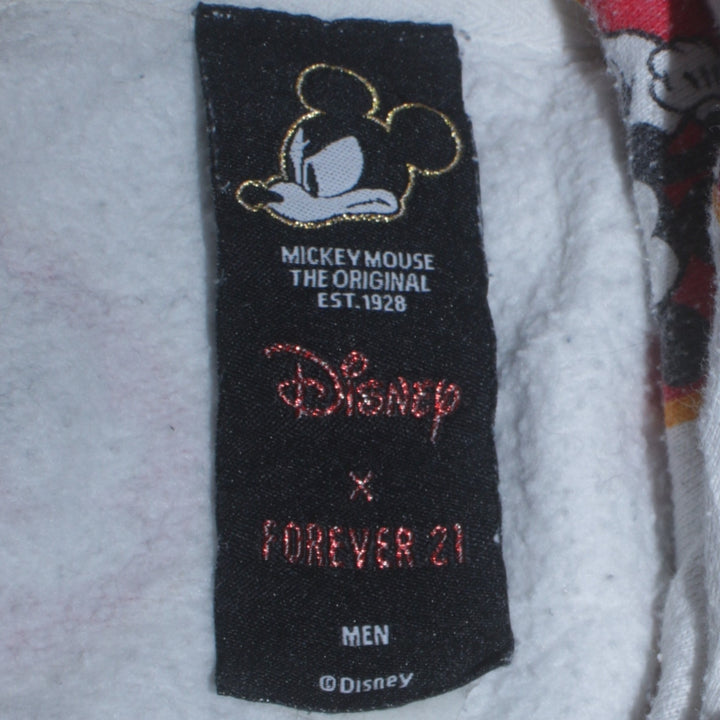 MICKEY MOUSE
THE ORIGINAL
EST.1928
Disney
x
FOREVER 21
MEN
©Disney